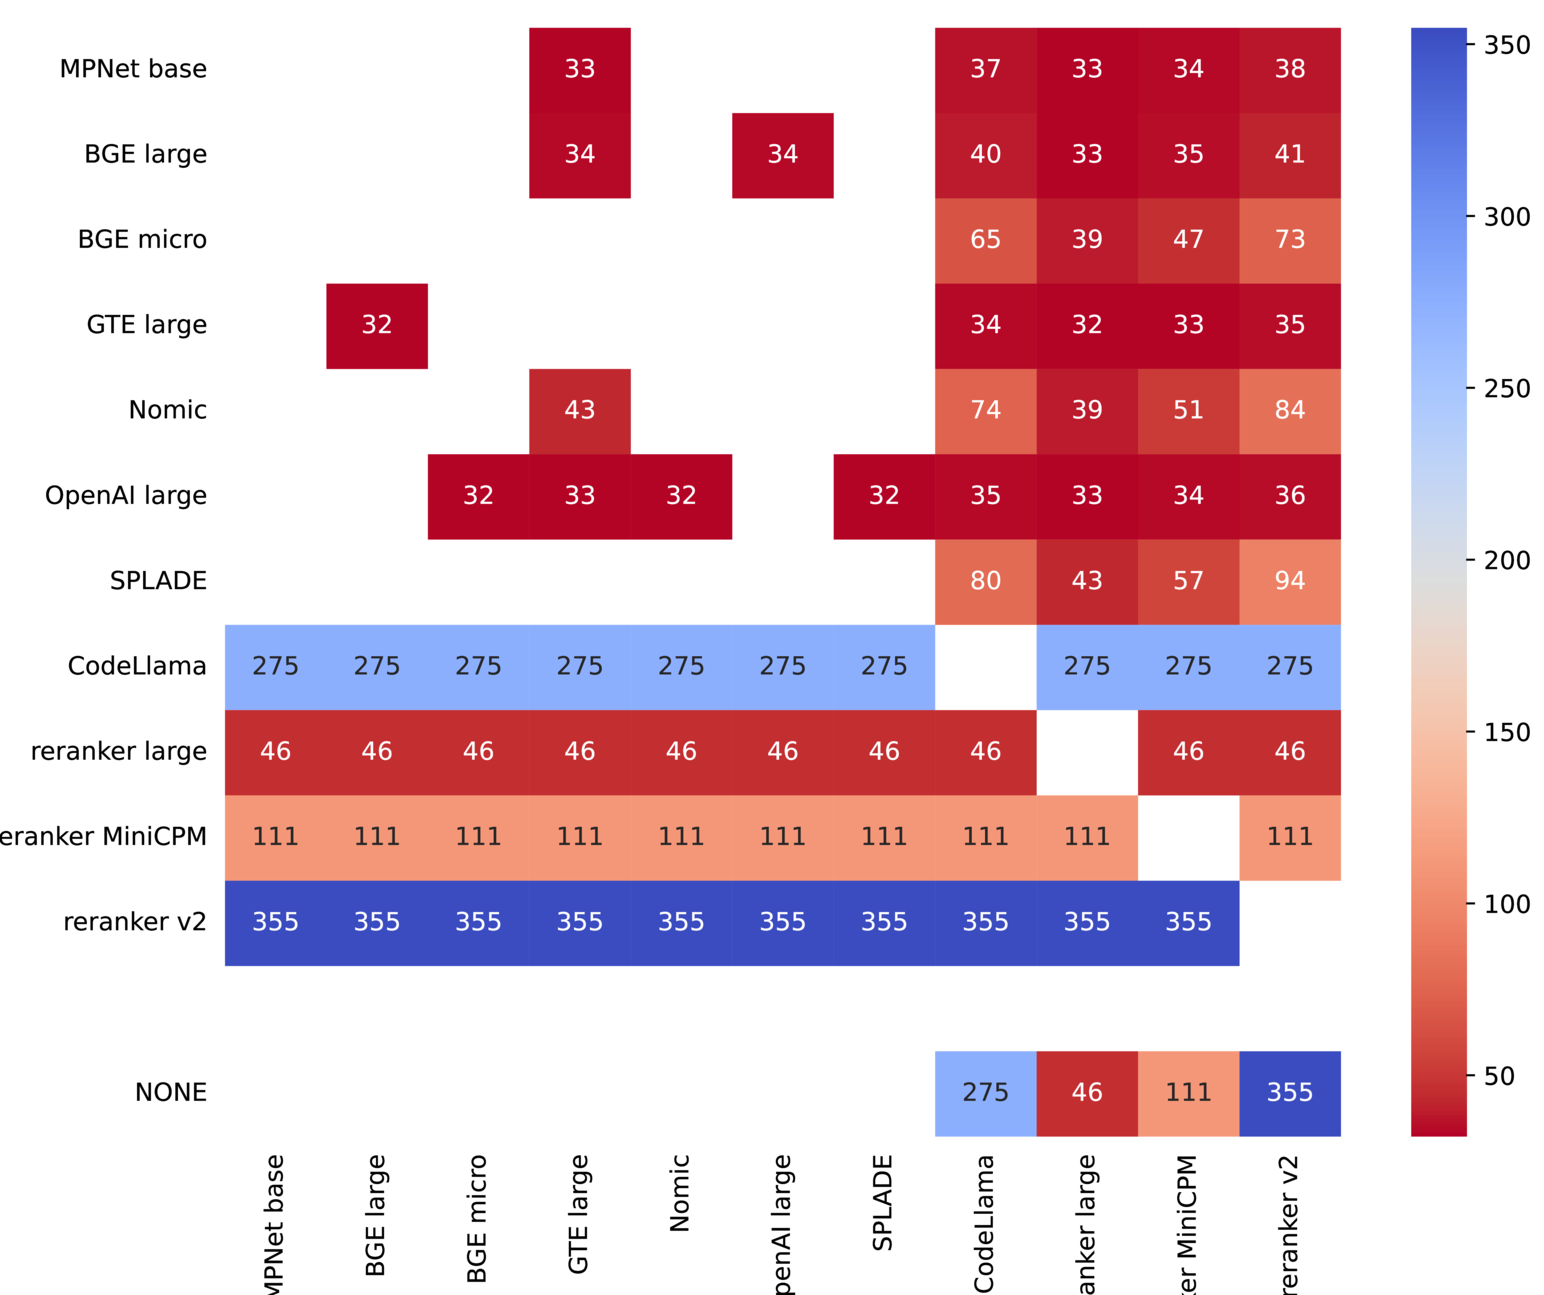 MPNet base 33 37 33 34 38
BGE large 34 34 40 33 35 41
BGE micro 65 39 47 73
GTE large 32 34 32 33 35
Nomic 43 74 39 51 84
OpenAI large 32 33 32 32 35 33 34 36
SPLADE 80 43 57 94
CodeLlama 275 275 275 275 275 275 275 275 275 275
reranker large 46 46 46 46 46 46 46 46 46 46
eranker MiniCPM 111 111 111 111 111 111 111 111 111 111
reranker v2 355 355 355 355 355 355 355 355 355 355
NONE 275 46 111 355
MPNet base
BGE large
BGE micro
GTE large
Nomic
penAI large
SPLADE
CodeLlama
anker large
er MiniCPM
reranker v2
350
300
250
200
150
100
50